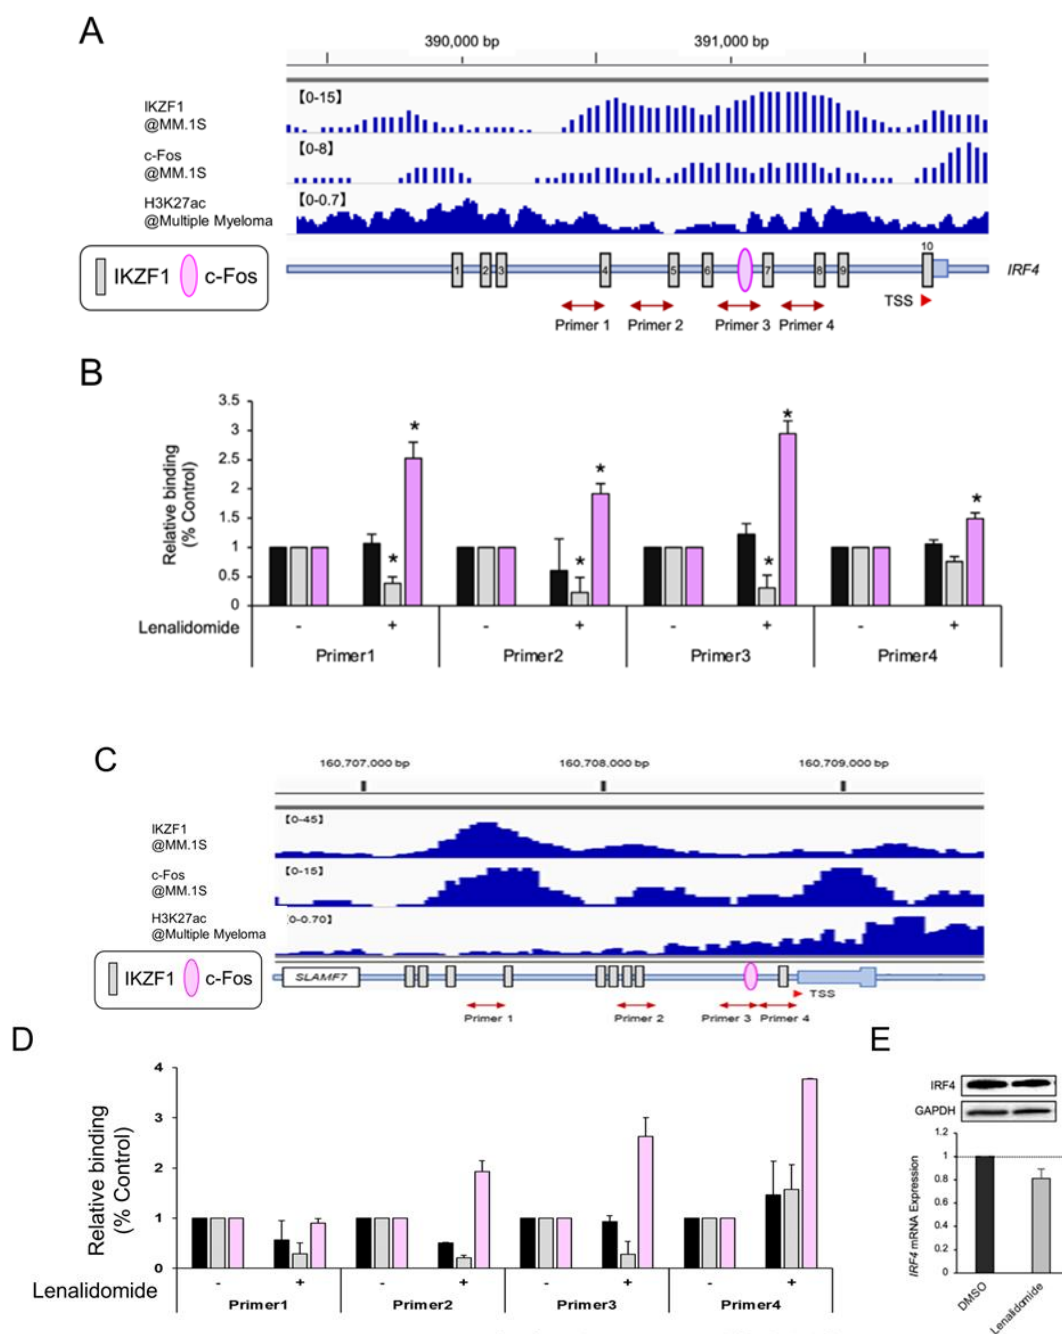 A
390,000 bp 391,000 bp
IKZF1
@MM.1S
【0-15】
c-Fos
@MM.1S
【0-8】
H3K27ac
@Multiple Myeloma
【0-0.7】
IKZF1 c-Fos
1 2 3 4 5 6 7 8 9 10
IRF4
TSS
Primer 1 Primer 2 Primer 3 Primer 4
B
Relative binding
(% Control)
3.5
3
2.5
2
1.5
1
0.5
0
* * * * * * *
Lenalidomide - + - + - + - +
Primer1 Primer2 Primer3 Primer4
C
160,707,000 bp 160,708,000 bp 160,709,000 bp
IKZF1
@MM.1S
【0-45】
c-Fos
@MM.1S
【0-15】
H3K27ac
@Multiple Myeloma
[0-0.70】
IKZF1 c-Fos
SLAMF7
TSS
Primer 1 Primer 2 Primer 3 Primer 4
D
Relative binding
(% Control)
4
3
2
1
0
Lenalidomide - + - + - + - +
Primer1 Primer2 Primer3 Primer4
E
IRF4
GAPDH
IRF4 mRNA Expression
1.2
1
0.8
0.6
0.4
0.2
0
DMSO
Lenalidomide